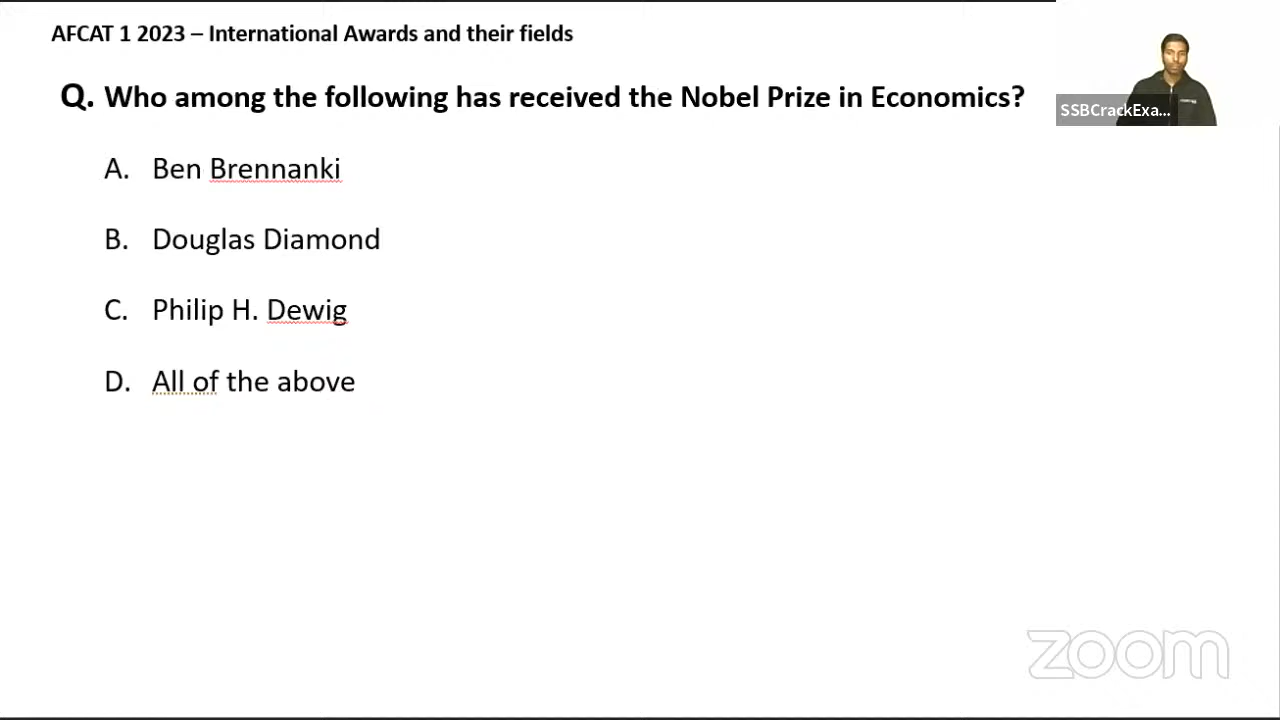 AFCAT 1 2023 – International Awards and their fields
Q. Who among the following has received the Nobel Prize in Economics?
SSBCrackExa...
A. Ben Brennanki
B. Douglas Diamond
C. Philip H. Dewig
D. All of the above
zoom